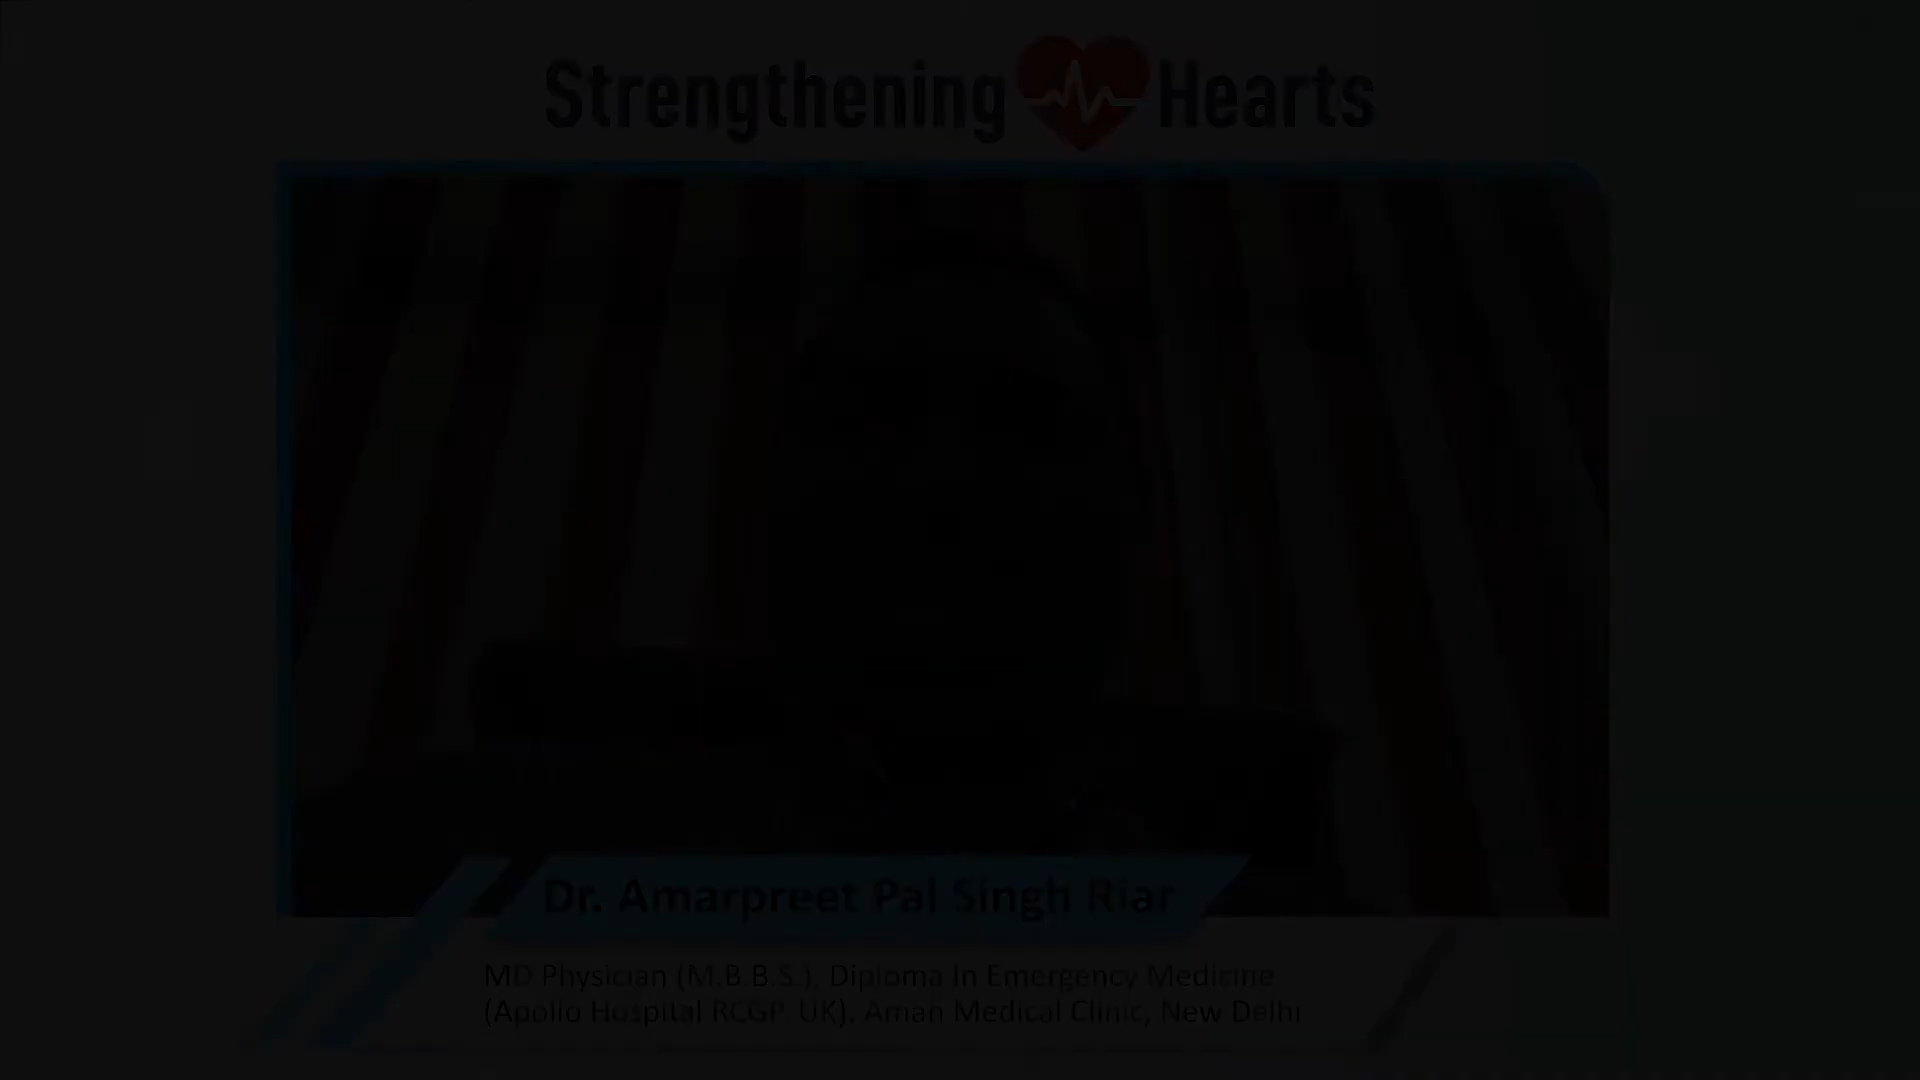 Strengthening Hearts
Dr. Amarpreet Pal Singh Riar
MD Physician (M.B.B.S.), Diploma In Emergency Medicine
(Apollo Hospital RCGP, UK), Aman Medical Clinic, New Delhi